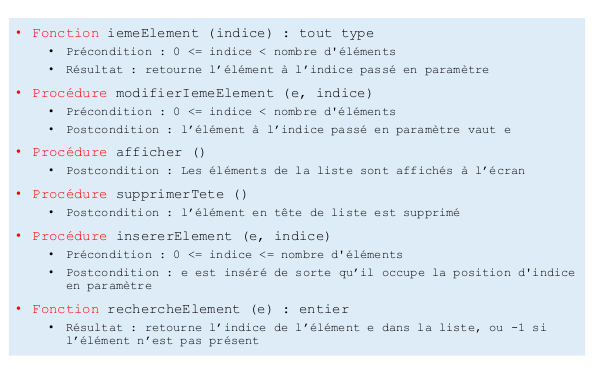 • Fonction iemeElement (indice) : tout type
• Précondition : 0 <= indice < nombre d'éléments
• Résultat : retourne l’élément à l’indice passé en paramètre
• Procédure modifierIemeElement (e, indice)
• Précondition : 0 <= indice < nombre d'éléments
• Postcondition : l’élément à l’indice passé en paramètre vaut e
• Procédure afficher ()
• Postcondition : Les éléments de la liste sont affichés à l’écran
• Procédure supprimerTete ()
• Postcondition : l’élément en tête de liste est supprimé
• Procédure insererElement (e, indice)
• Précondition : 0 <= indice <= nombre d'éléments
• Postcondition : e est inséré de sorte qu’il occupe la position d'indice
en paramètre
• Fonction rechercheElement (e) : entier
• Résultat : retourne l’indice de l’élément e dans la liste, ou -1 si
l’élément n’est pas présent